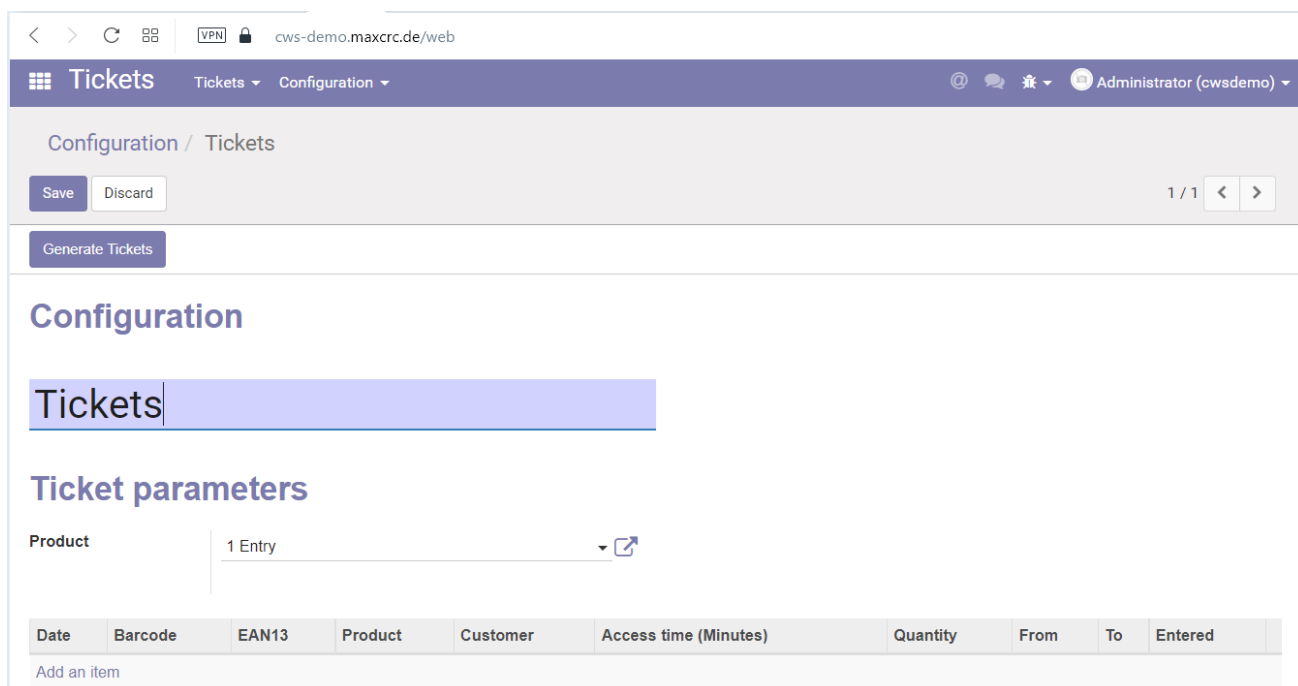 VPN cws-demo.maxcrc.de/web
Tickets Tickets Configuration @ Administrator (cwsdemo)
Configuration / Tickets
Save Discard 1 / 1
Generate Tickets
Configuration
Tickets
Ticket parameters
Product 1 Entry
Date Barcode EAN13 Product Customer Access time (Minutes) Quantity From To Entered
Add an item